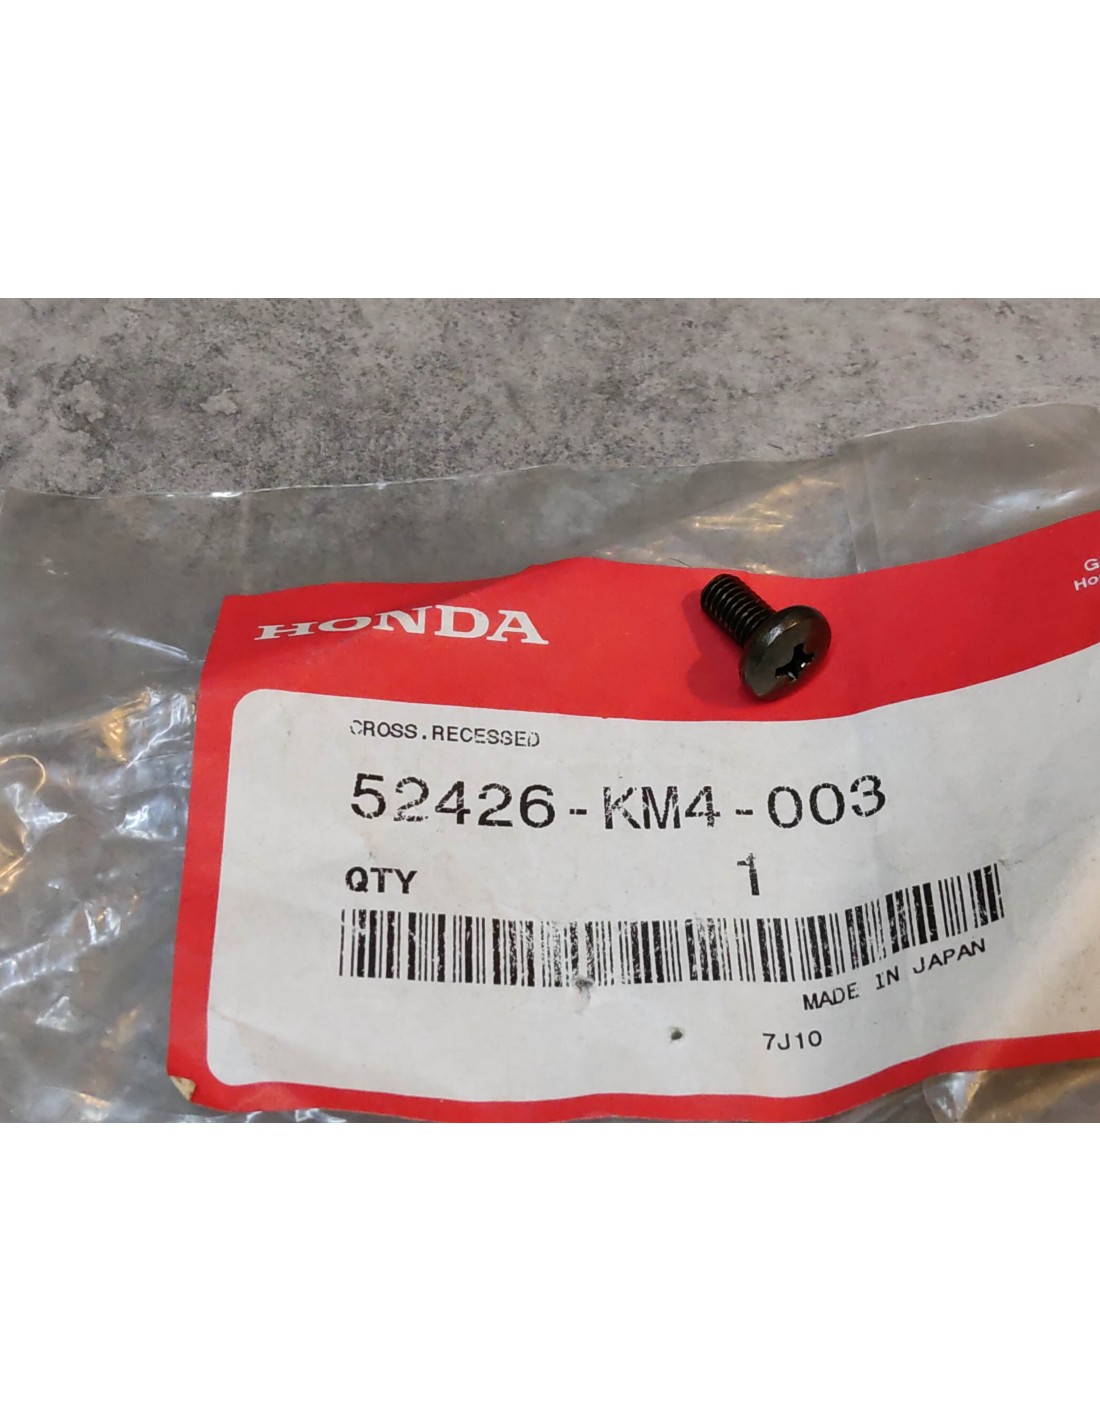 HONDA
CROSS.RECESSED
52426-KM4-003
QTY 1
MADE IN JAPAN
7J10